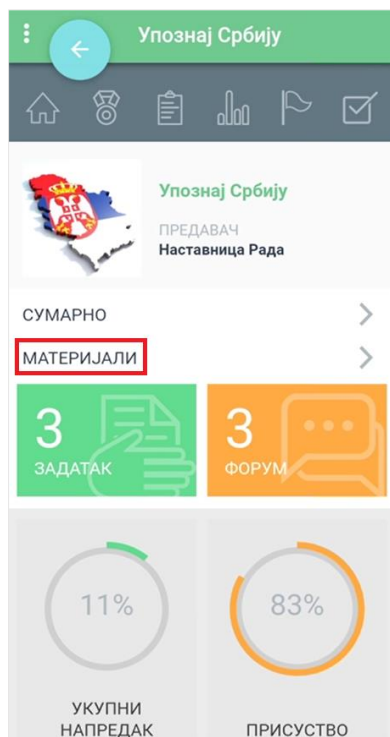 Упознај Србију
Упознај Србију
ПРЕДАВАЧ
Наставница Рада
СУМАРНО
МАТЕРИЈАЛИ
3
ЗАДАТАК
3
ФОРУМ
11%
83%
УКУПНИ
НАПРЕДАК
ПРИСУСТВО